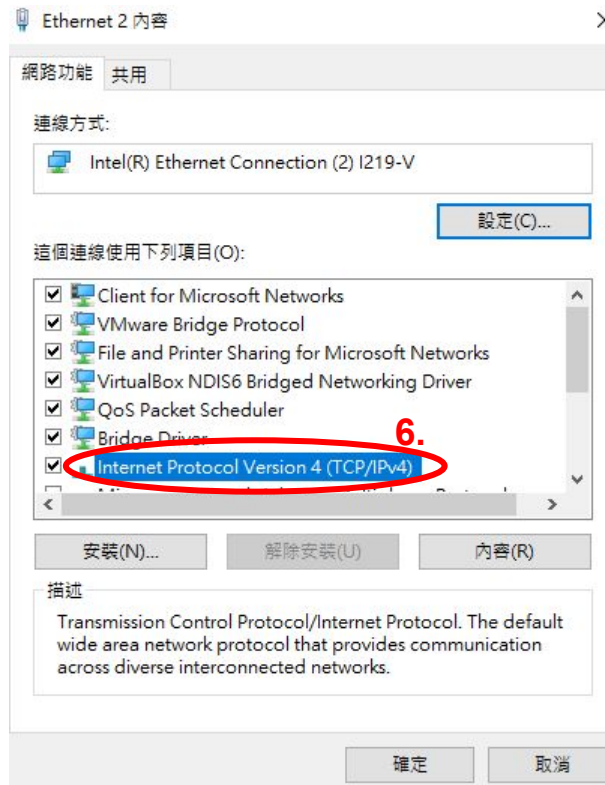 Ethernet 2 內容
網路功能
共用
連線方式:
Intel(R) Ethernet Connection (2) I219-V
設定(C)...
這個連線使用下列項目(O):
Client for Microsoft Networks
VMware Bridge Protocol
File and Printer Sharing for Microsoft Networks
VirtualBox NDIS6 Bridged Networking Driver
QoS Packet Scheduler
Bridge Driver
6.
Internet Protocol Version 4 (TCP/IPv4)
安裝(N)...
解除安裝(U)
內容(R)
描述
Transmission Control Protocol/Internet Protocol. The default
wide area network protocol that provides communication
across diverse interconnected networks.
確定
取消